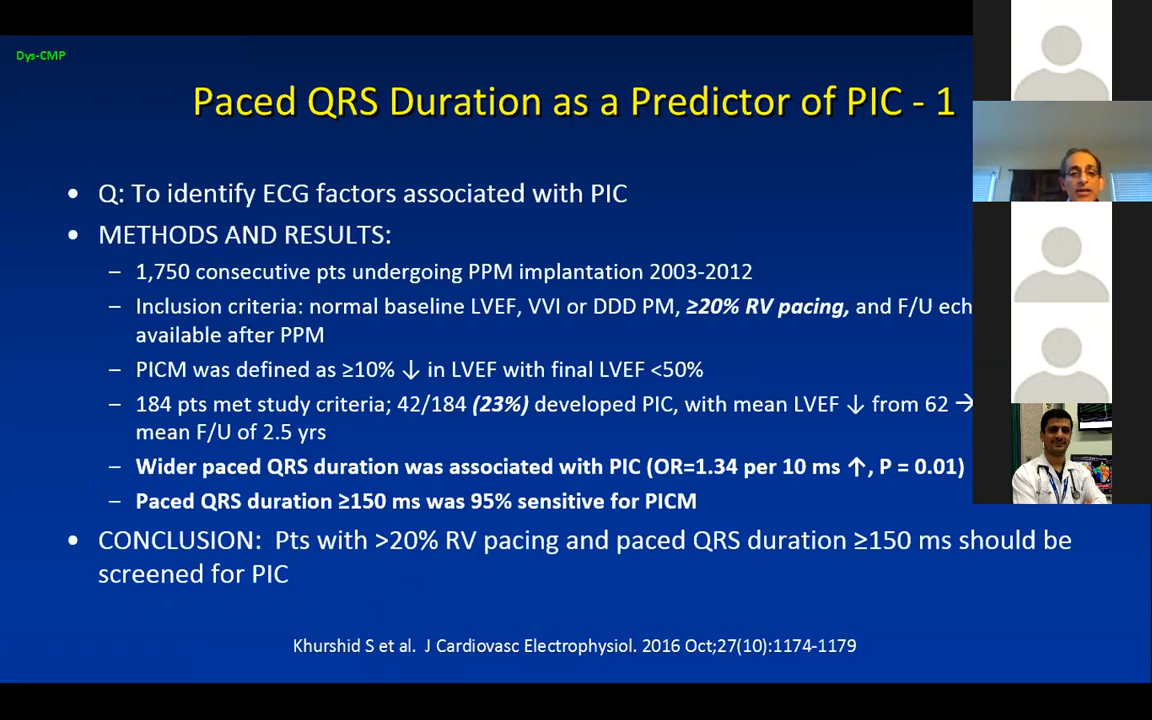 Dys-CMP
Paced QRS Duration as a Predictor of PIC - 1
• Q: To identify ECG factors associated with PIC
• METHODS AND RESULTS:
– 1,750 consecutive pts undergoing PPM implantation 2003-2012
– Inclusion criteria: normal baseline LVEF, VVI or DDD PM, ≥20% RV pacing, and F/U
available after PPM
– PICM was defined as ≥10% ↓ in LVEF with final LVEF <50%
– 184 pts met study criteria; 42/184 (23%) developed PIC, with mean LVEF ↓ from 62 →
mean F/U of 2.5 yrs
– Wider paced QRS duration was associated with PIC (OR=1.34 per 10 ms ↑, P = 0.01)
– Paced QRS duration ≥150 ms was 95% sensitive for PICM
• CONCLUSION: Pts with >20% RV pacing and paced QRS duration ≥150 ms should be
screened for PIC
Khurshid S et al. J Cardiovasc Electrophysiol. 2016 Oct;27(10):1174-1179